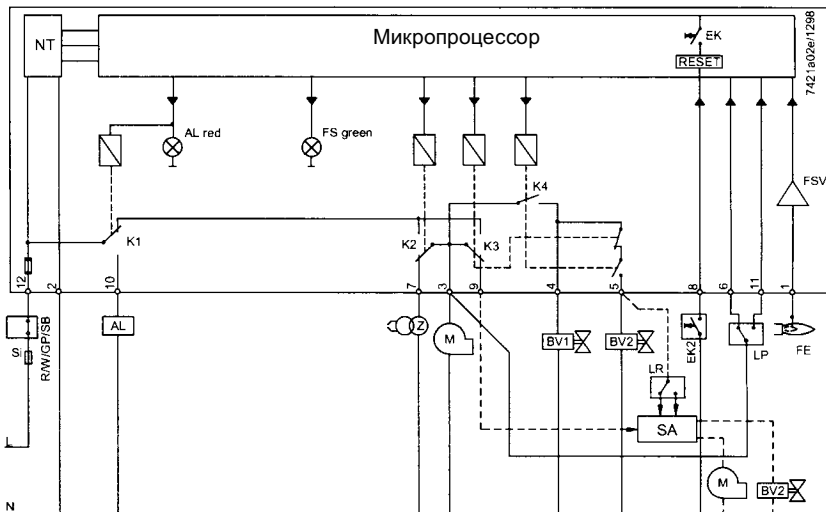 NT
Микропроцессор
EK
RESET
7421a02e/1298
AL red
FS green
FSV
K4
K1
K2
K3
12
2
10
7
3
9
4
5
8
6
11
1
Si
R/W/GP/SB
AL
Z
M
BV1
BV2
EK2
LP
FE
LR
SA
L
M
BV2
N